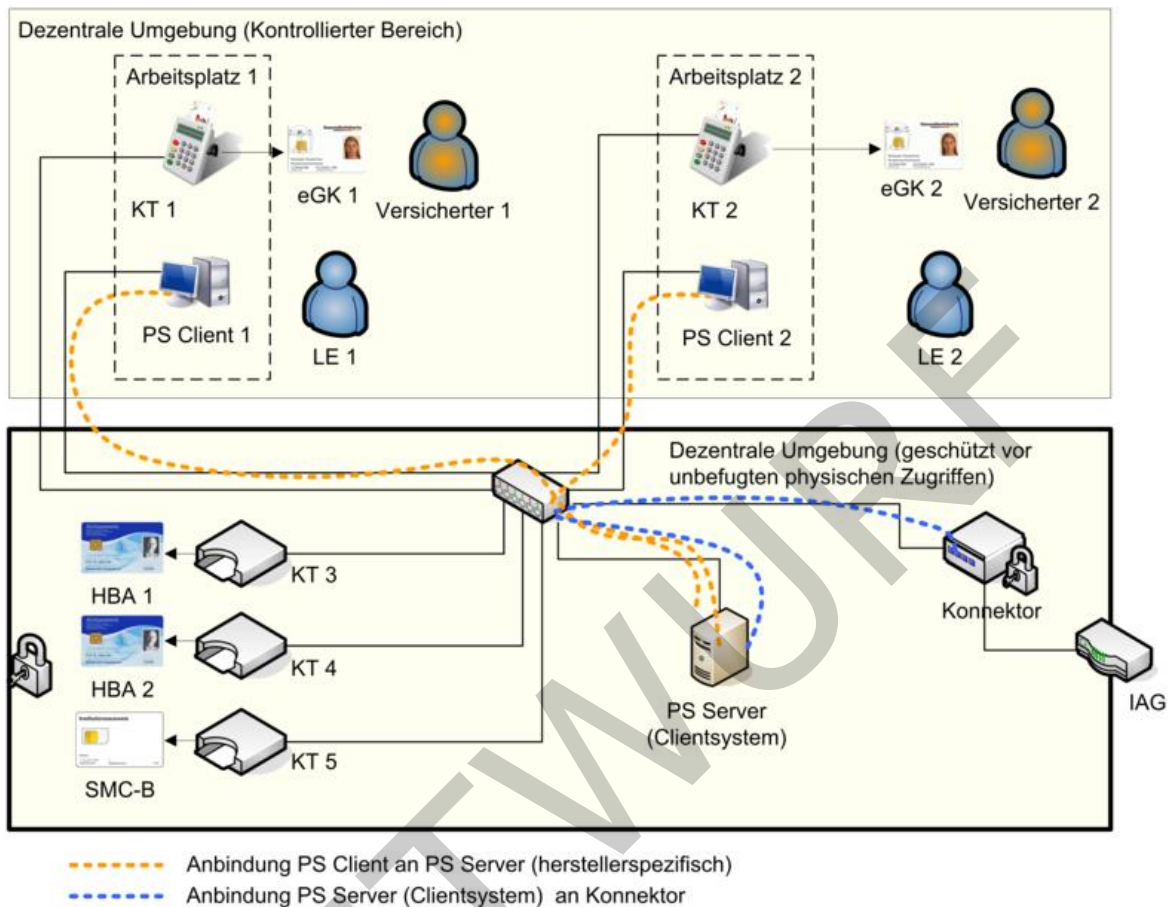 Dezentrale Umgebung (Kontrollierter Bereich)
Arbeitsplatz 1
KT 1
eGK 1
Versicherter 1
PS Client 1
LE 1
Arbeitsplatz 2
KT 2
eGK 2
Versicherter 2
PS Client 2
LE 2
Dezentrale Umgebung (geschützt vor
unbefugten physischen Zugriffen)
HBA 1
KT 3
HBA 2
KT 4
SMC-B
KT 5
PS Server
(Clientsystem)
Konnektor
IAG
Anbindung PS Client an PS Server (herstellerspezifisch)
Anbindung PS Server (Clientsystem) an Konnektor
TWURF